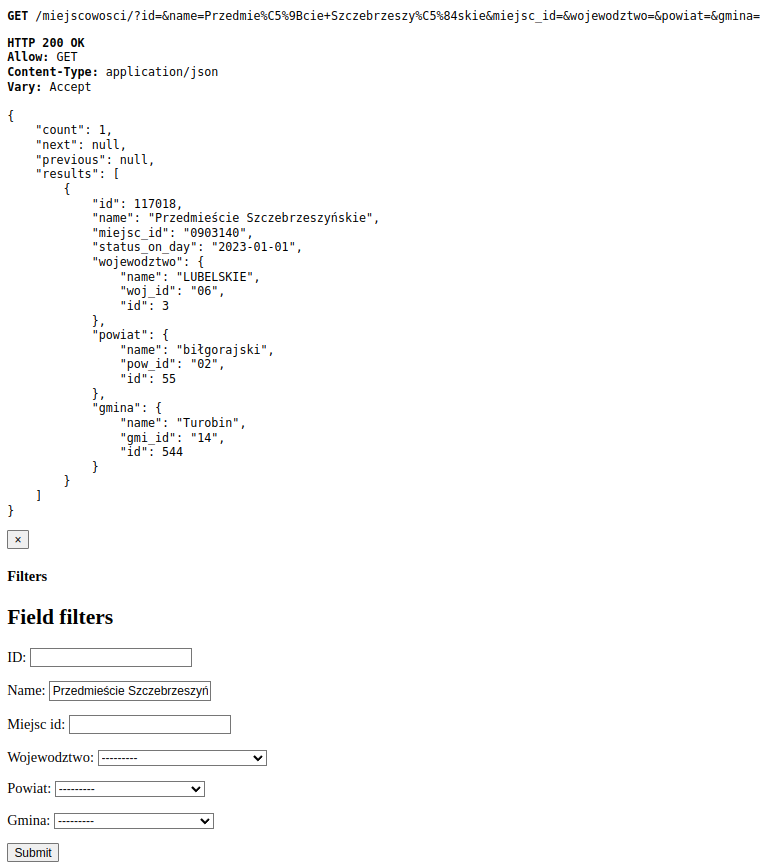 GET /miejscowosci/?id=&name=Przedmie%C5%9Bcie+Szczebrzeszy%C5%84skie&miejsc_id=&wojewodztwo=&powiat=&gmina=
HTTP 200 OK
Allow: GET
Content-Type: application/json
Vary: Accept
{
    "count": 1,
    "next": null,
    "previous": null,
    "results": [
        {
            "id": 117018,
            "name": "Przedmieście Szczebrzeszyńskie",
            "miejsc_id": "0903140",
            "status_on_day": "2023-01-01",
            "wojewodztwo": {
                "name": "LUBELSKIE",
                "woj_id": "06",
                "id": 3
            },
            "powiat": {
                "name": "biłgorajski",
                "pow_id": "02",
                "id": 55
            },
            "gmina": {
                "name": "Turobin",
                "gmi_id": "14",
                "id": 544
            }
        }
    ]
}
×
Filters
Field filters
ID:
Name: Przedmieście Szczebrzeszyń
Miejsc id:
Wojewodztwo: ---------
Powiat: ---------
Gmina: ---------
Submit